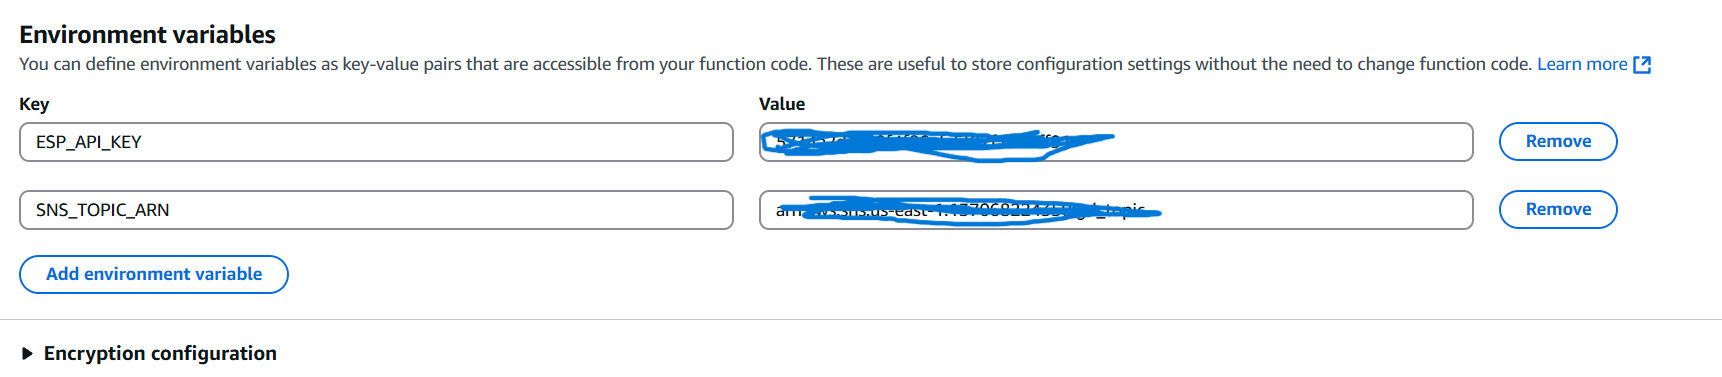 Environment variables
You can define environment variables as key-value pairs that are accessible from your function code. These are useful to store configuration settings without the need to change function code. Learn more
Key Value
ESP_API_KEY Remove
SNS_TOPIC_ARN Remove
Add environment variable
Encryption configuration